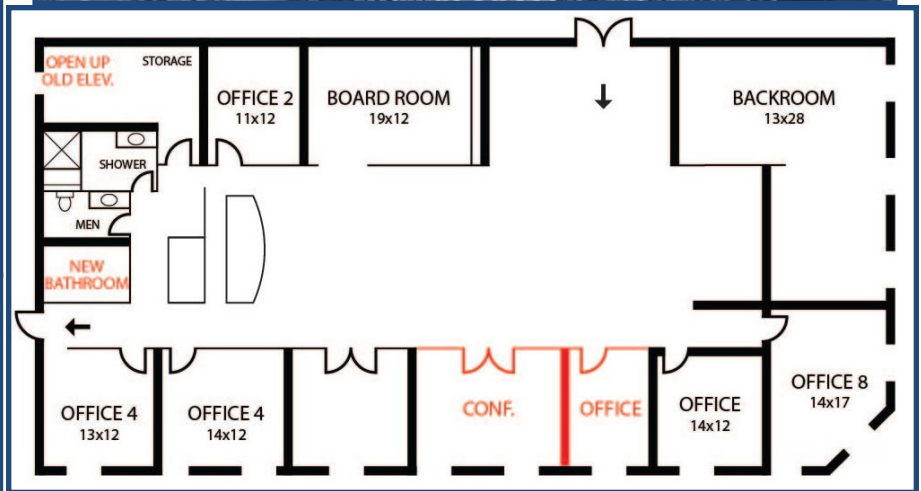 OPEN UP
OLD ELEV.
STORAGE
OFFICE 2
11x12
BOARD ROOM
19x12
BACKROOM
13x28
SHOWER
MEN
NEW
BATHROOM
OFFICE 4
13x12
OFFICE 4
14x12
CONF.
OFFICE
OFFICE
14x12
OFFICE 8
14x17